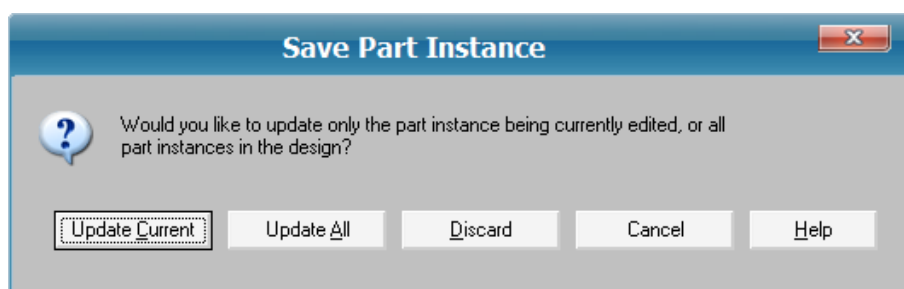 Save Part Instance
Would you like to update only the part instance being currently edited, or all
part instances in the design?
Update Current Update All Discard Cancel Help